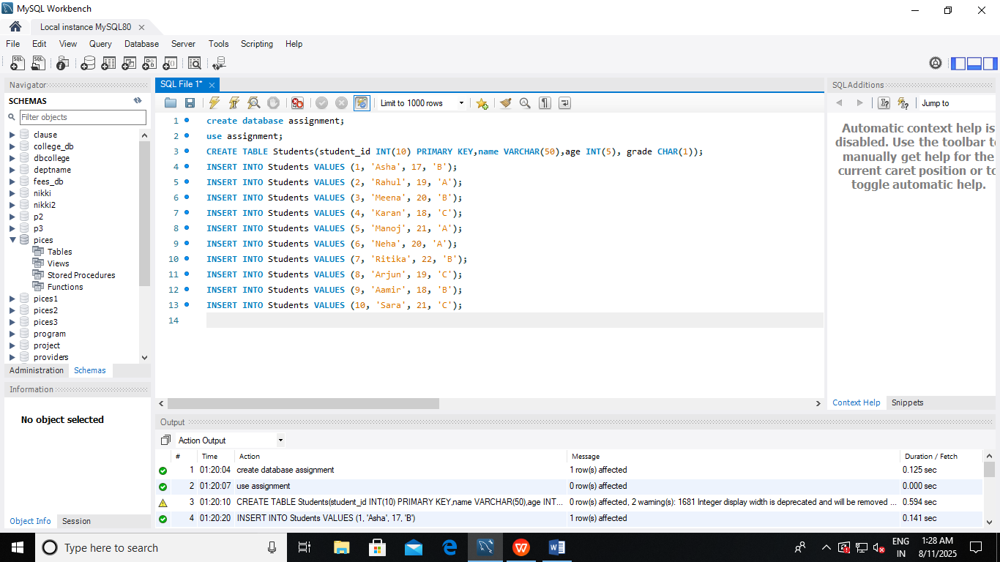 MySQL Workbench
Local instance MySQL80
File Edit View Query Database Server Tools Scripting Help
Navigator
SCHEMAS
Filter objects
clause
college_db
dbcollege
deptname
fees_db
nikki
nikki2
p2
p3
pices
Tables
Views
Stored Procedures
Functions
pices1
pices2
pices3
program
project
providers
Administration Schemas
Information
No object selected
Object Info Session
SQL File 1*
Limit to 1000 rows
1 create database assignment;
2 use assignment;
3 CREATE TABLE Students(student_id INT(10) PRIMARY KEY,name VARCHAR(50),age INT(5), grade CHAR(1));
4 INSERT INTO Students VALUES (1, 'Asha', 17, 'B');
5 INSERT INTO Students VALUES (2, 'Rahul', 19, 'A');
6 INSERT INTO Students VALUES (3, 'Meena', 20, 'B');
7 INSERT INTO Students VALUES (4, 'Karan', 18, 'C');
8 INSERT INTO Students VALUES (5, 'Manoj', 21, 'A');
9 INSERT INTO Students VALUES (6, 'Neha', 20, 'A');
10 INSERT INTO Students VALUES (7, 'Ritika', 22, 'B');
11 INSERT INTO Students VALUES (8, 'Arjun', 19, 'C');
12 INSERT INTO Students VALUES (9, 'Aamir', 18, 'B');
13 INSERT INTO Students VALUES (10, 'Sara', 21, 'C');
14
SQLAdditions
Jump to
Automatic context help is
disabled. Use the toolbar to
manually get help for the
current caret position or to
toggle automatic help.
Context Help Snippets
Output
Action Output
# Time Action Message Duration / Fetch
1 01:20:04 create database assignment 1 row(s) affected 0.125 sec
2 01:20:07 use assignment 0 row(s) affected 0.000 sec
3 01:20:10 CREATE TABLE Students(student_id INT(10) PRIMARY KEY,name VARCHAR(50),age INT... 0 row(s) affected, 2 warning(s): 1681 Integer display width is deprecated and will be removed ... 0.594 sec
4 01:20:20 INSERT INTO Students VALUES (1, 'Asha', 17, 'B') 1 row(s) affected 0.141 sec
Type here to search
ENG
IN
1:28 AM
8/11/2025